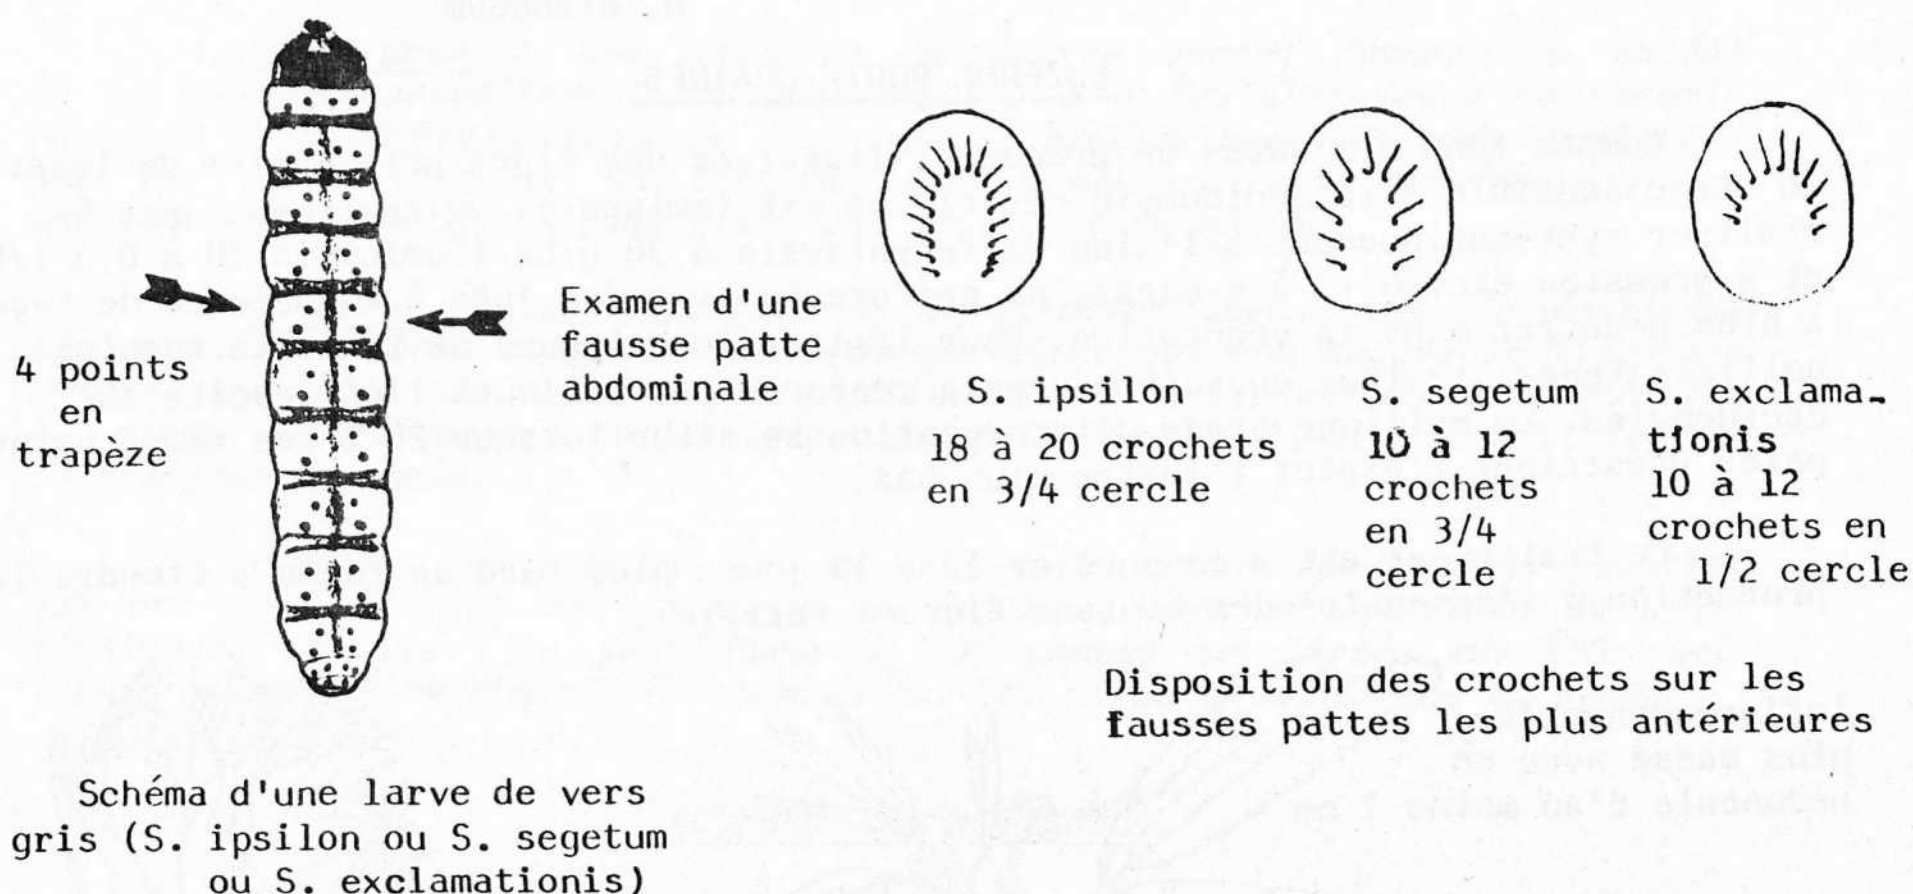 4 points
en
trapèze
Examen d'une
fausse patte
abdominale
S. ipsilon
18 à 20 crochets
en 3/4 cercle
S. segetum
10 à 12
crochets
en 3/4
cercle
S. exclama-
tionis
10 à 12
crochets en
1/2 cercle
Disposition des crochets sur les
fausses pattes les plus antérieures
Schéma d'une larve de vers
gris (S. ipsilon ou S. segetum
ou S. exclamationis)